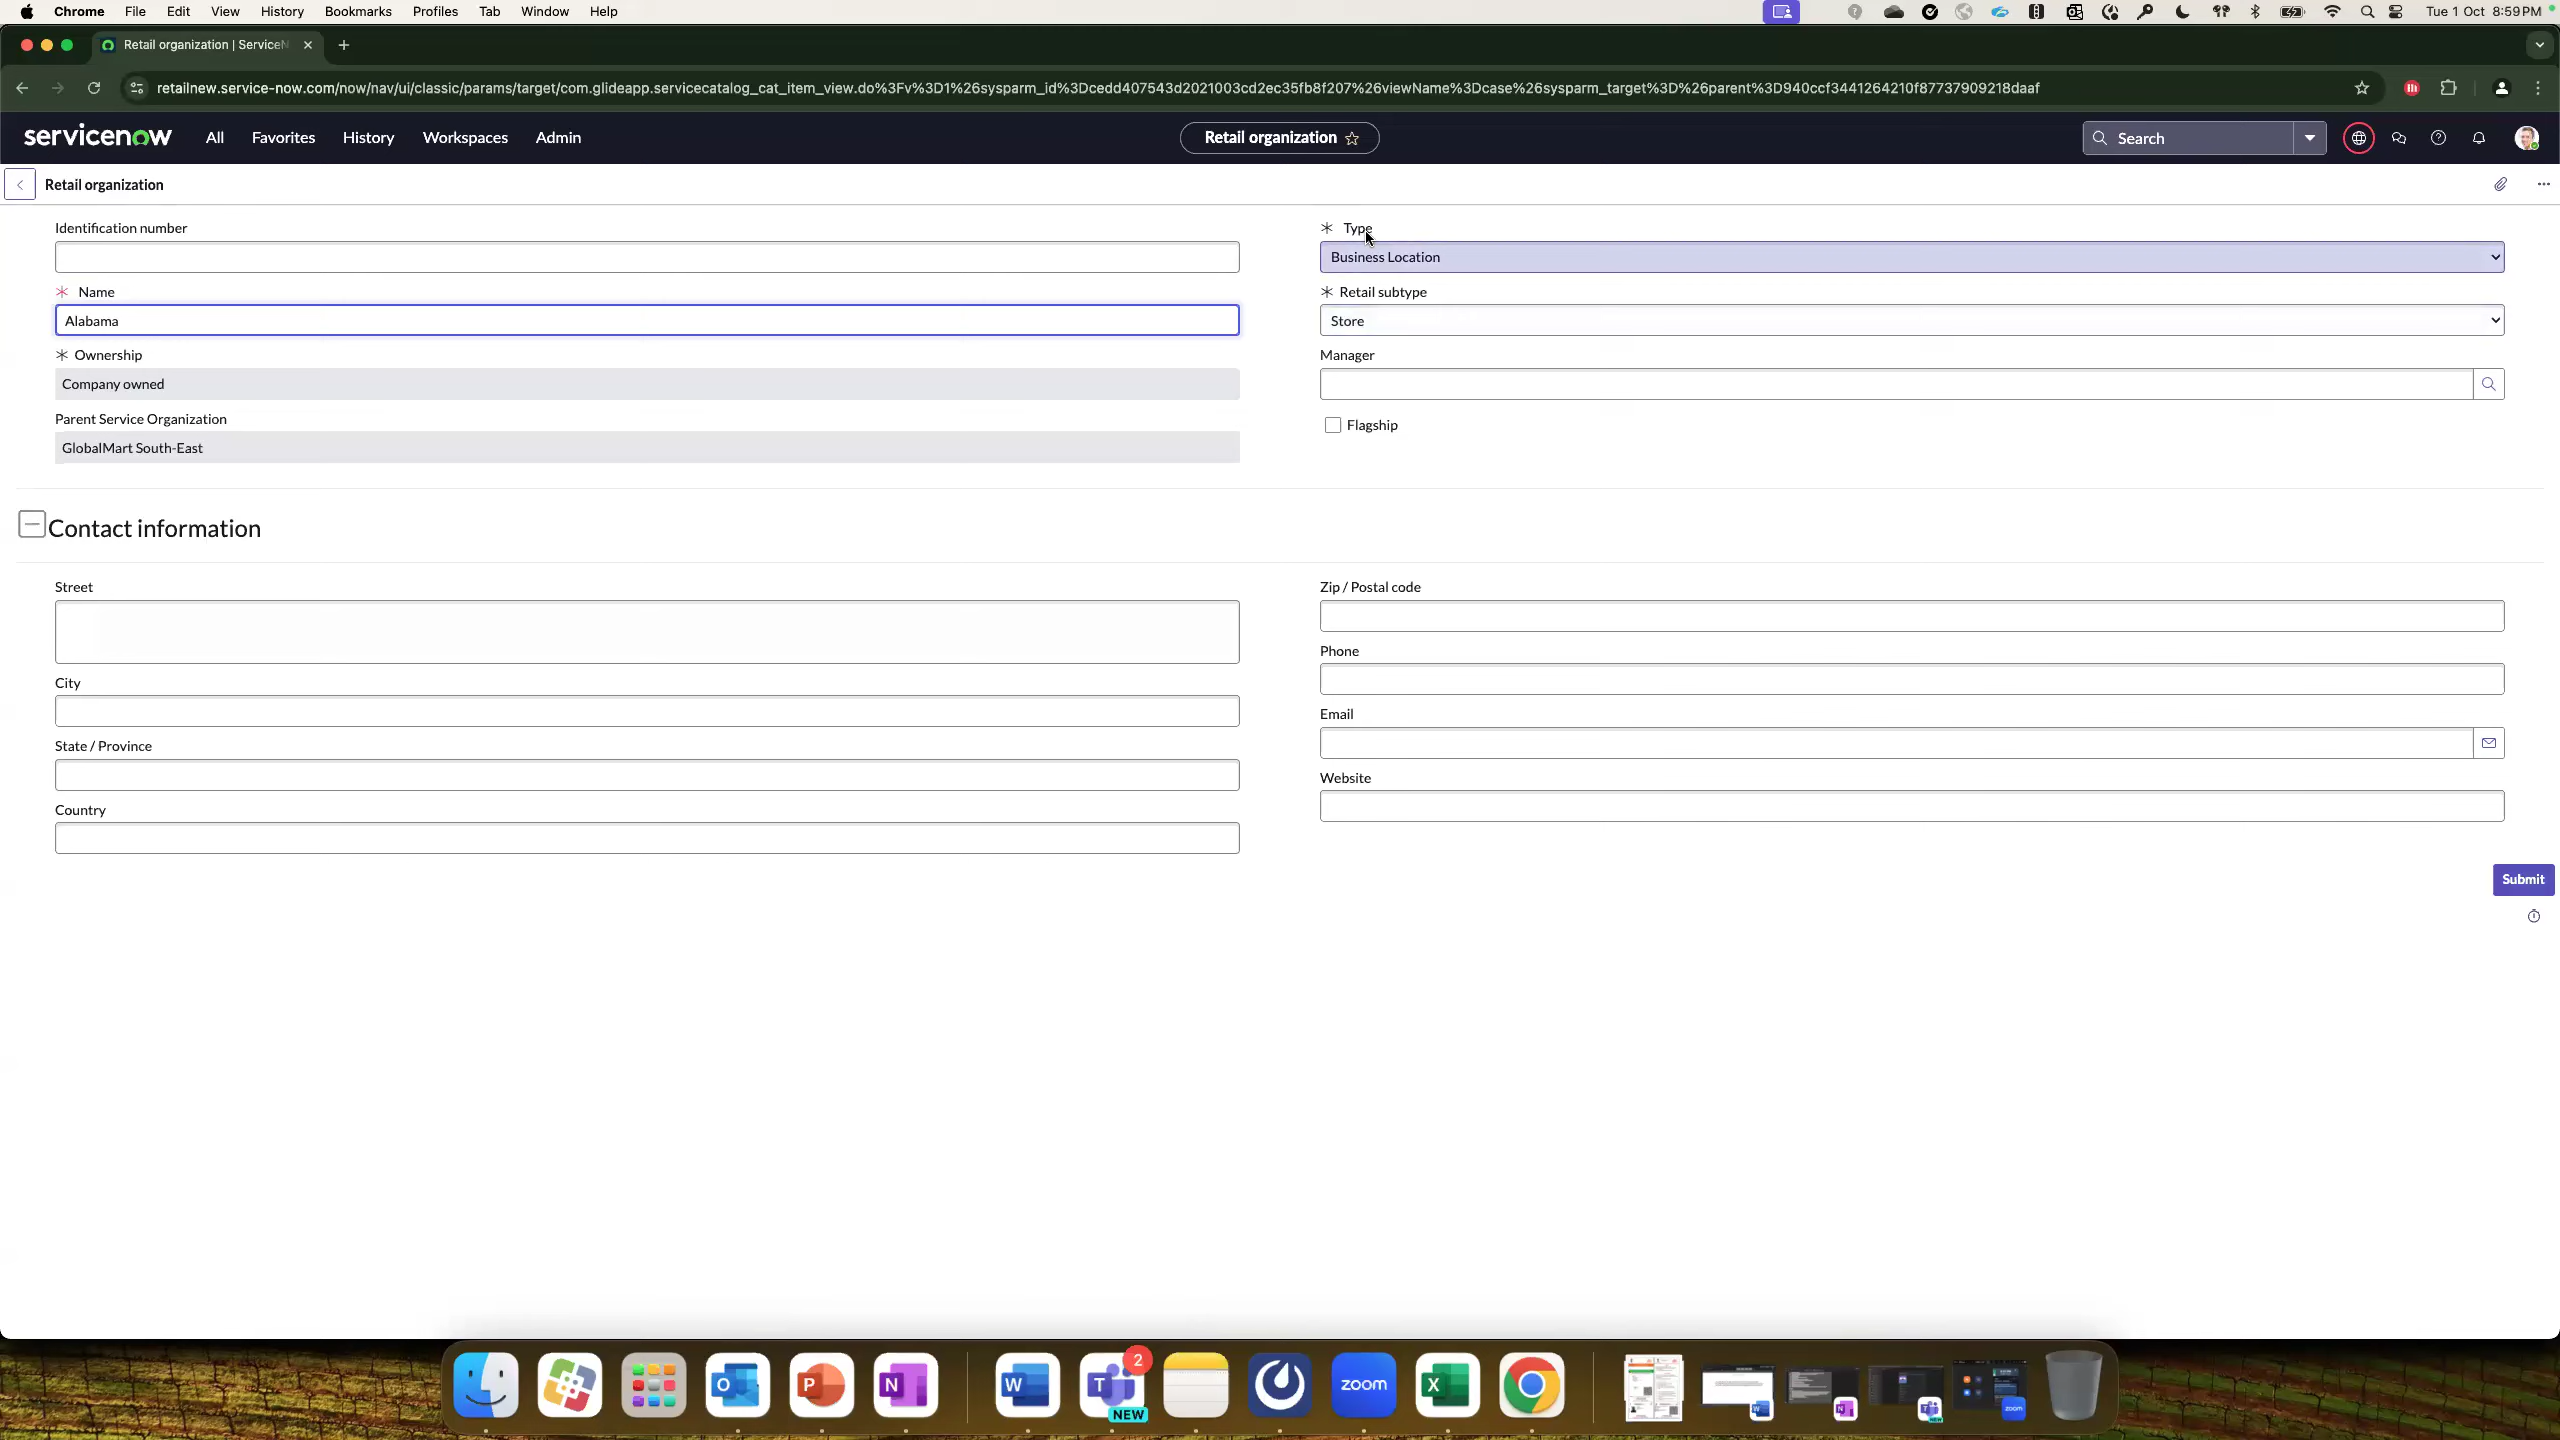 Chrome File Edit View History Bookmarks Profiles Tab Window Help Tue 1 Oct 8:59 PM
Retail organization | ServiceN
retailnew.service-now.com/now/nav/ui/classic/params/target/com.glideapp.servicecatalog_cat_item_view.do%3Fv%3D1%26sysparm_id%3Dcedd407543d2021003cd2ec35fb8f207%26viewName%3Dcase%26sysparm_target%3D%26parent%3D940ccf3441264210f87737909218daaf
servicenow All Favorites History Workspaces Admin Retail organization Search
Retail organization
Identification number
* Type
Business Location
* Name
* Retail subtype
Alabama
Store
* Ownership
Manager
Company owned
Parent Service Organization
Flagship
GlobalMart South-East
Contact information
Street
Zip / Postal code
Phone
City
Email
State / Province
Website
Country
Submit
2
NEW
zoom